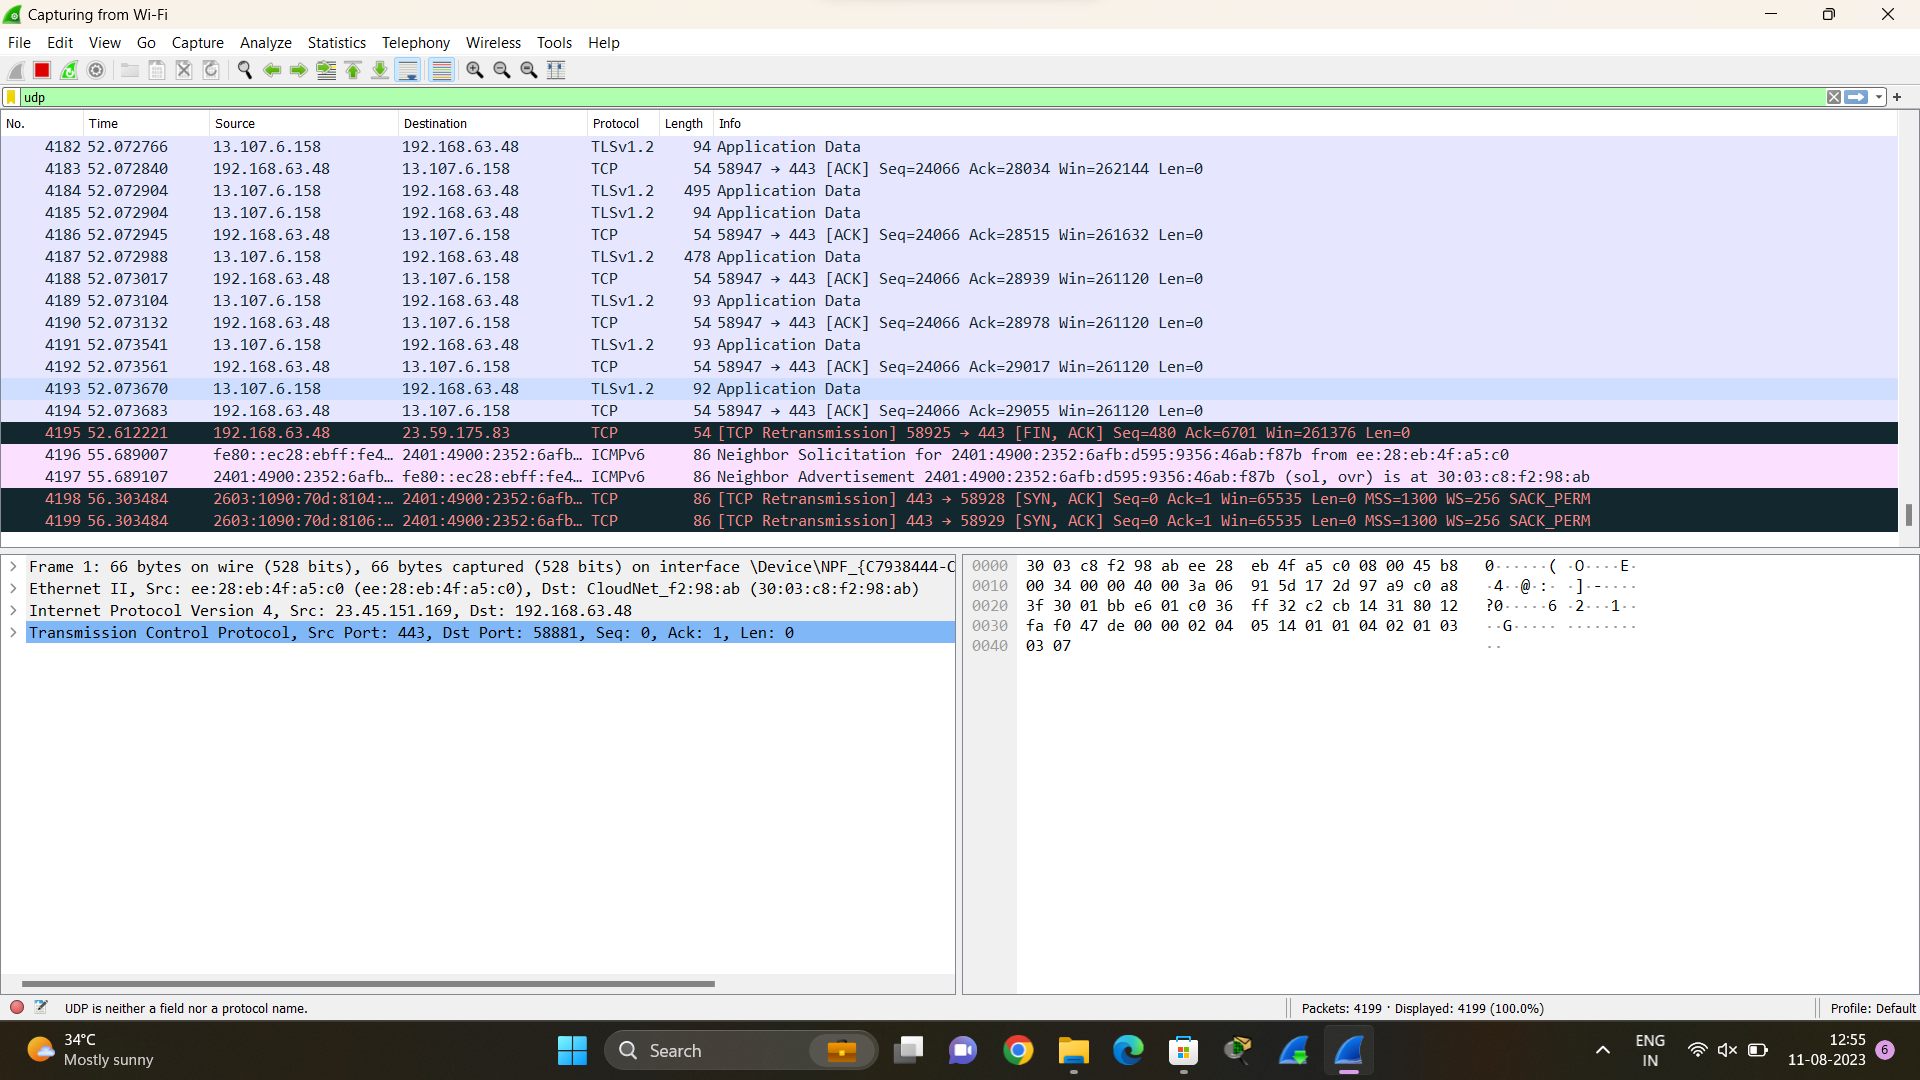 Capturing from Wi-Fi
File Edit View Go Capture Analyze Statistics Telephony Wireless Tools Help
udp
No. Time Source Destination Protocol Length Info
4182 52.072766 13.107.6.158 192.168.63.48 TLSv1.2 94 Application Data
4183 52.072840 192.168.63.48 13.107.6.158 TCP 54 58947 → 443 [ACK] Seq=24066 Ack=28034 Win=262144 Len=0
4184 52.072904 13.107.6.158 192.168.63.48 TLSv1.2 495 Application Data
4185 52.072904 13.107.6.158 192.168.63.48 TLSv1.2 94 Application Data
4186 52.072945 192.168.63.48 13.107.6.158 TCP 54 58947 → 443 [ACK] Seq=24066 Ack=28515 Win=261632 Len=0
4187 52.072988 13.107.6.158 192.168.63.48 TLSv1.2 478 Application Data
4188 52.073017 192.168.63.48 13.107.6.158 TCP 54 58947 → 443 [ACK] Seq=24066 Ack=28939 Win=261120 Len=0
4189 52.073104 13.107.6.158 192.168.63.48 TLSv1.2 93 Application Data
4190 52.073132 192.168.63.48 13.107.6.158 TCP 54 58947 → 443 [ACK] Seq=24066 Ack=28978 Win=261120 Len=0
4191 52.073541 13.107.6.158 192.168.63.48 TLSv1.2 93 Application Data
4192 52.073561 192.168.63.48 13.107.6.158 TCP 54 58947 → 443 [ACK] Seq=24066 Ack=29017 Win=261120 Len=0
4193 52.073670 13.107.6.158 192.168.63.48 TLSv1.2 92 Application Data
4194 52.073683 192.168.63.48 13.107.6.158 TCP 54 58947 → 443 [ACK] Seq=24066 Ack=29055 Win=261120 Len=0
4195 52.612221 192.168.63.48 23.59.175.83 TCP 54 [TCP Retransmission] 58925 → 443 [FIN, ACK] Seq=480 Ack=6701 Win=261376 Len=0
4196 55.689007 fe80::ec28:ebff:fe4… 2401:4900:2352:6afb… ICMPv6 86 Neighbor Solicitation for 2401:4900:2352:6afb:d595:9356:46ab:f87b from ee:28:eb:4f:a5:c0
4197 55.689107 2401:4900:2352:6afb… fe80::ec28:ebff:fe4… ICMPv6 86 Neighbor Advertisement 2401:4900:2352:6afb:d595:9356:46ab:f87b (sol, ovr) is at 30:03:c8:f2:98:ab
4198 56.303484 2603:1090:70d:8104:… 2401:4900:2352:6afb… TCP 86 [TCP Retransmission] 443 → 58928 [SYN, ACK] Seq=0 Ack=1 Win=65535 Len=0 MSS=1300 WS=256 SACK_PERM
4199 56.303484 2603:1090:70d:8106:… 2401:4900:2352:6afb… TCP 86 [TCP Retransmission] 443 → 58929 [SYN, ACK] Seq=0 Ack=1 Win=65535 Len=0 MSS=1300 WS=256 SACK_PERM
Frame 1: 66 bytes on wire (528 bits), 66 bytes captured (528 bits) on interface \Device\NPF_{C7938444-C
Ethernet II, Src: ee:28:eb:4f:a5:c0 (ee:28:eb:4f:a5:c0), Dst: CloudNet_f2:98:ab (30:03:c8:f2:98:ab)
Internet Protocol Version 4, Src: 23.45.151.169, Dst: 192.168.63.48
Transmission Control Protocol, Src Port: 443, Dst Port: 58881, Seq: 0, Ack: 1, Len: 0
0000 30 03 c8 f2 98 ab ee 28 eb 4f a5 c0 08 00 45 b8 0······( ·O····E·
0010 00 34 00 00 40 00 3a 06 91 5d 17 2d 97 a9 c0 a8 ·4··@·:· ·]·-····
0020 3f 30 01 bb e6 01 c0 36 ff 32 c2 cb 14 31 80 12 ?0·····6 ·2···1··
0030 fa f0 47 de 00 00 02 04 05 14 01 01 04 02 01 03 ··G····· ········
0040 03 07 ··
UDP is neither a field nor a protocol name.
Packets: 4199 · Displayed: 4199 (100.0%)
Profile: Default
34°C
Mostly sunny
Search
ENG
IN
12:55
11-08-2023
6